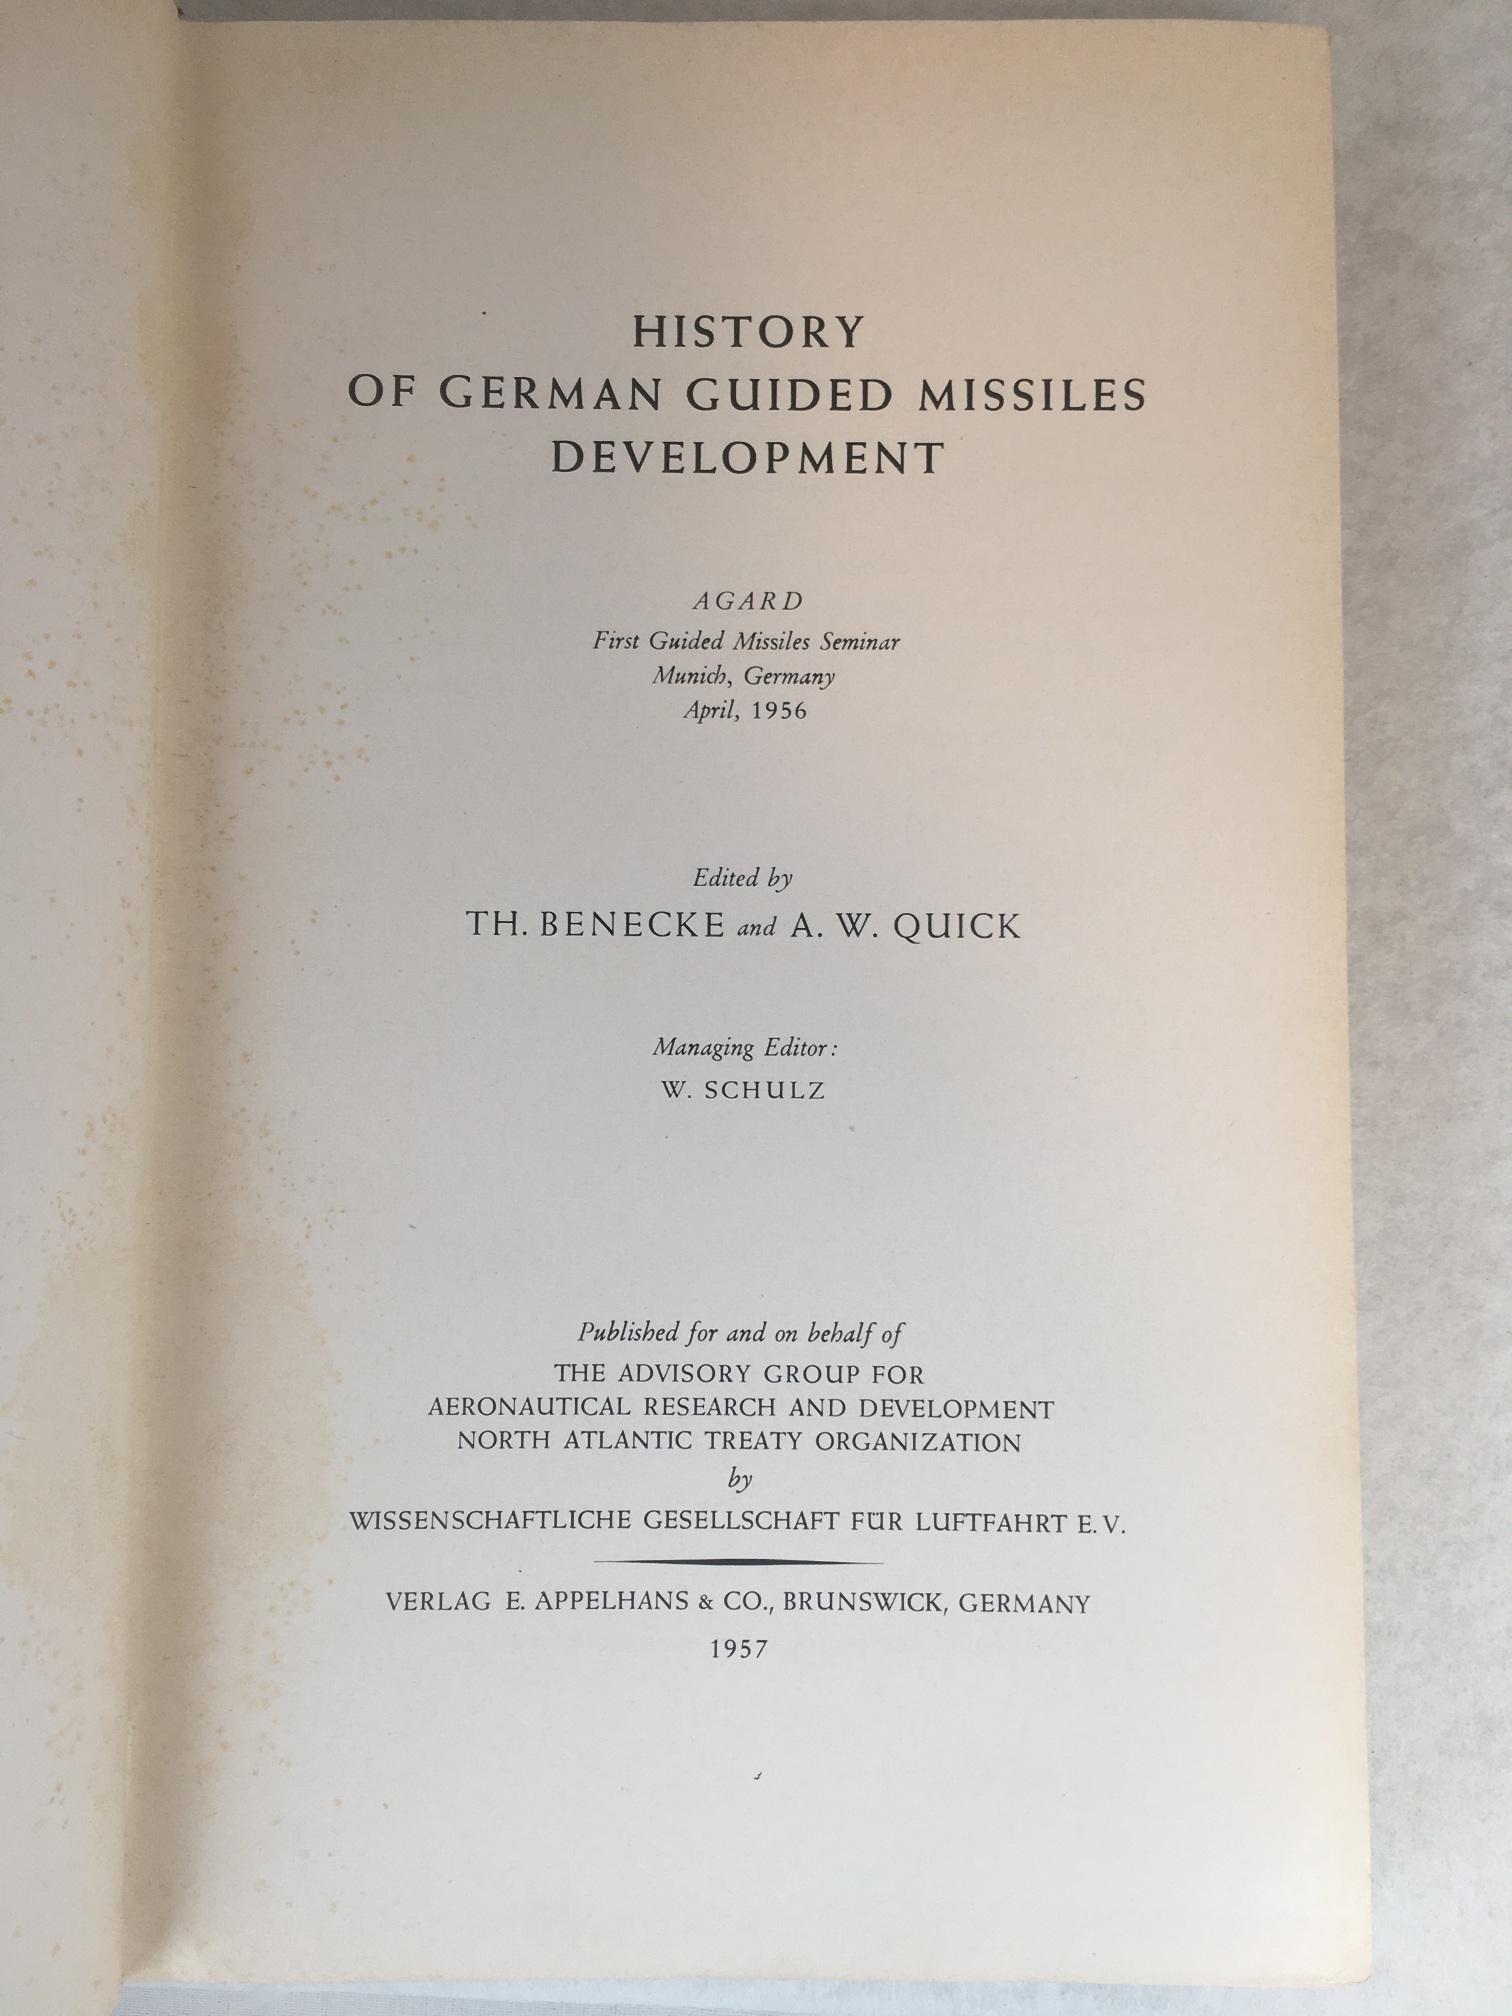 HISTORY
OF GERMAN GUIDED MISSILES
DEVELOPMENT
AGARD
First Guided Missiles Seminar
Munich, Germany
April, 1956
Edited by
TH. BENECKE and A. W. QUICK
Managing Editor:
W. SCHULZ
Published for and on behalf of
THE ADVISORY GROUP FOR
AERONAUTICAL RESEARCH AND DEVELOPMENT
NORTH ATLANTIC TREATY ORGANIZATION
by
WISSENSCHAFTLICHE GESELLSCHAFT FÜR LUFTFAHRT E. V.
VERLAG E. APPELHANS & CO., BRUNSWICK, GERMANY
1957